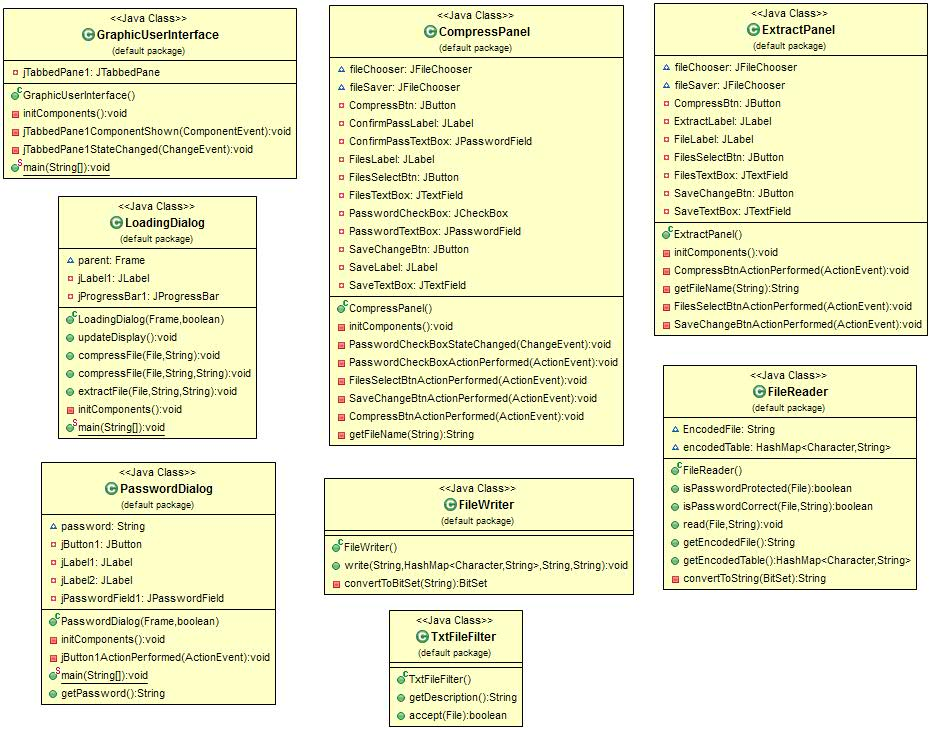 <<Java Class>>
GraphicUserInterface
(default package)
jTabbedPane1: JTabbedPane
GraphicUserInterface()
initComponents():void
jTabbedPane1ComponentShown(ComponentEvent):void
jTabbedPane1StateChanged(ChangeEvent):void
main(String[]):void
<<Java Class>>
LoadingDialog
(default package)
parent: Frame
jLabel1: JLabel
jProgressBar1: JProgressBar
LoadingDialog(Frame,boolean)
updateDisplay():void
compressFile(File,String):void
compressFile(File,String,String):void
extractFile(File,String,String):void
initComponents():void
main(String[]):void
<<Java Class>>
PasswordDialog
(default package)
password: String
jButton1: JButton
jLabel1: JLabel
jLabel2: JLabel
jPasswordField1: JPasswordField
PasswordDialog(Frame,boolean)
initComponents():void
jButton1ActionPerformed(ActionEvent):void
main(String[]):void
getPassword():String
<<Java Class>>
CompressPanel
(default package)
fileChooser: JFileChooser
fileSaver: JFileChooser
CompressBtn: JButton
ConfirmPassLabel: JLabel
ConfirmPassTextBox: JPasswordField
FilesLabel: JLabel
FilesSelectBtn: JButton
FilesTextBox: JTextField
PasswordCheckBox: JCheckBox
PasswordTextBox: JPasswordField
SaveChangeBtn: JButton
SaveLabel: JLabel
SaveTextBox: JTextField
CompressPanel()
initComponents():void
PasswordCheckBoxStateChanged(ChangeEvent):void
PasswordCheckBoxActionPerformed(ActionEvent):void
FilesSelectBtnActionPerformed(ActionEvent):void
SaveChangeBtnActionPerformed(ActionEvent):void
CompressBtnActionPerformed(ActionEvent):void
getFileName(String):String
<<Java Class>>
FileWriter
(default package)
FileWriter()
write(String,HashMap<Character,String>,String,String):void
convertToBitSet(String):BitSet
<<Java Class>>
TxtFileFilter
(default package)
TxtFileFilter()
getDescription():String
accept(File):boolean
<<Java Class>>
ExtractPanel
(default package)
fileChooser: JFileChooser
fileSaver: JFileChooser
CompressBtn: JButton
ExtractLabel: JLabel
FileLabel: JLabel
FilesSelectBtn: JButton
FilesTextBox: JTextField
SaveChangeBtn: JButton
SaveTextBox: JTextField
ExtractPanel()
initComponents():void
CompressBtnActionPerformed(ActionEvent):void
getFileName(String):String
FilesSelectBtnActionPerformed(ActionEvent):void
SaveChangeBtnActionPerformed(ActionEvent):void
<<Java Class>>
FileReader
(default package)
EncodedFile: String
encodedTable: HashMap<Character,String>
FileReader()
isPasswordProtected(File):boolean
isPasswordCorrect(File,String):boolean
read(File,String):void
getEncodedFile():String
getEncodedTable():HashMap<Character,String>
convertToString(BitSet):String